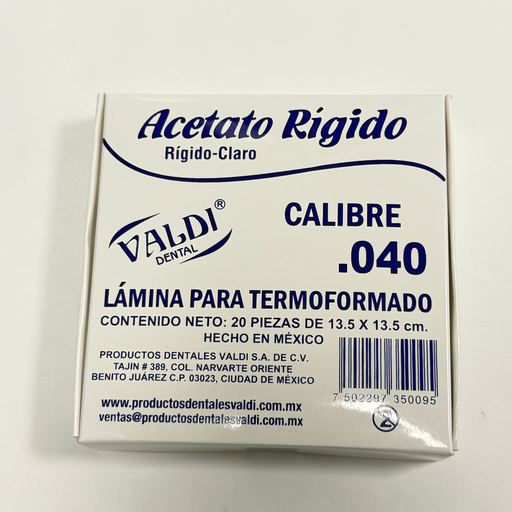 Acetato Rígido
Rígido-Claro
VALDI®
DENTAL
CALIBRE
.040
LÁMINA PARA TERMOFORMADO
CONTENIDO NETO: 20 PIEZAS DE 13.5 X 13.5 cm.
HECHO EN MÉXICO
PRODUCTOS DENTALES VALDI S.A. DE C.V.
TAJIN # 389, COL. NARVARTE ORIENTE
BENITO JUÁREZ C.P. 03023, CIUDAD DE MÉXICO
www.productosdentalesvaldi.com.mx
ventas@productosdentalesvaldi.com.mx
7 502297 350095
2